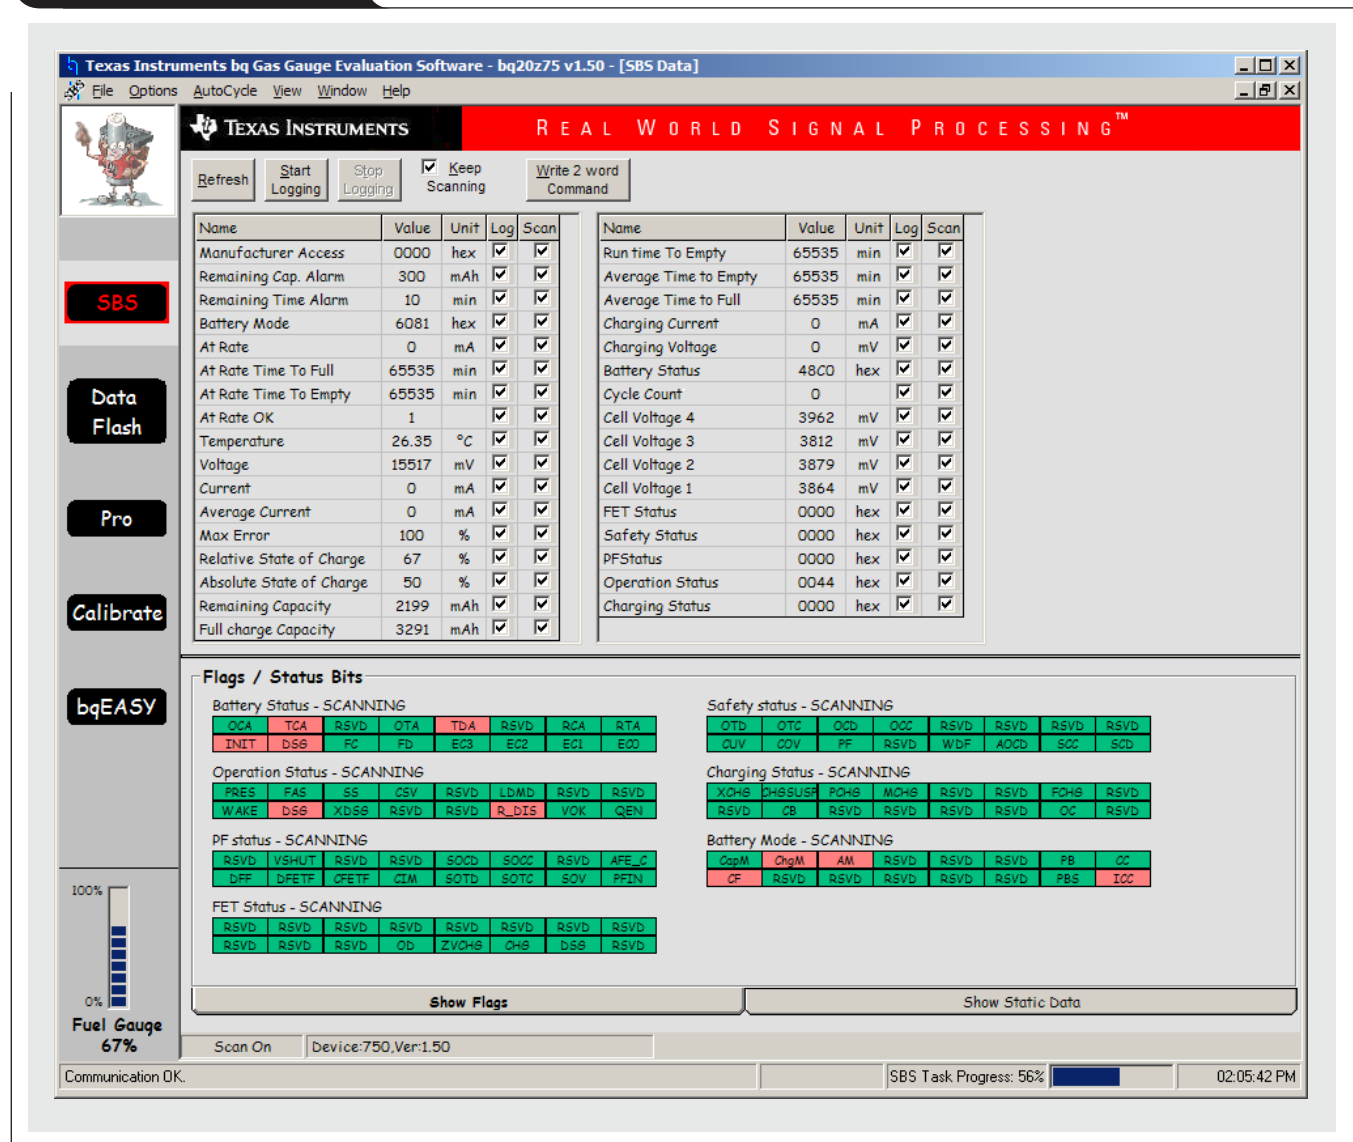 Texas Instruments bq Gas Gauge Evaluation Software - bq20z75 v1.50 - [SBS Data]
File Options AutoCycle View Window Help
TEXAS INSTRUMENTS REAL WORLD SIGNAL PROCESSING™
Refresh Start Logging Stop Logging Keep Scanning Write 2 word Command
Name Value Unit Log Scan
Manufacturer Access 0000 hex
Remaining Cap. Alarm 300 mAh
Remaining Time Alarm 10 min
Battery Mode 6081 hex
At Rate 0 mA
At Rate Time To Full 65535 min
At Rate Time To Empty 65535 min
At Rate OK 1
Temperature 26.35 °C
Voltage 15517 mV
Current 0 mA
Average Current 0 mA
Max Error 100 %
Relative State of Charge 67 %
Absolute State of Charge 50 %
Remaining Capacity 2199 mAh
Full charge Capacity 3291 mAh
Name Value Unit Log Scan
Run time To Empty 65535 min
Average Time to Empty 65535 min
Average Time to Full 65535 min
Charging Current 0 mA
Charging Voltage 0 mV
Battery Status 48C0 hex
Cycle Count 0
Cell Voltage 4 3962 mV
Cell Voltage 3 3812 mV
Cell Voltage 2 3879 mV
Cell Voltage 1 3864 mV
FET Status 0000 hex
Safety Status 0000 hex
PFStatus 0000 hex
Operation Status 0044 hex
Charging Status 0000 hex
SBS
Data
Flash
Pro
Calibrate
bqEASY
Flags / Status Bits
Battery Status - SCANNING
OCA TCA RSVD OTA TDA RSVD RCA RTA
INIT DSG FC FD EC3 EC2 EC1 EC0
Operation Status - SCANNING
PRES FAS SS CSV RSVD LDMD RSVD RSVD
WAKE DSG XDSG RSVD RSVD R_DIS VOK QEN
PF status - SCANNING
RSVD VSHUT RSVD RSVD SOCD SOCC RSVD AFE_C
DFF DFETF CFETF CIM SOTD SOTC SOV PFIN
FET Status - SCANNING
RSVD RSVD RSVD RSVD RSVD RSVD RSVD RSVD
RSVD RSVD RSVD OD ZVCHG CHG DSG RSVD
Safety status - SCANNING
OTD OTC OCD OCC RSVD RSVD RSVD RSVD
CUV COV PF RSVD WDF AOCD SCC SCD
Charging Status - SCANNING
XCHG CHGSUSP PCHG MCHG RSVD RSVD FCHG RSVD
RSVD CB RSVD RSVD RSVD RSVD OC RSVD
Battery Mode - SCANNING
CapM ChgM AM RSVD RSVD RSVD PB CC
CF RSVD RSVD RSVD RSVD RSVD PBS ICC
Show Flags Show Static Data
100%
0%
Fuel Gauge
67%
Scan On Device:750,Ver:1.50
Communication OK. SBS Task Progress: 56% 02:05:42 PM